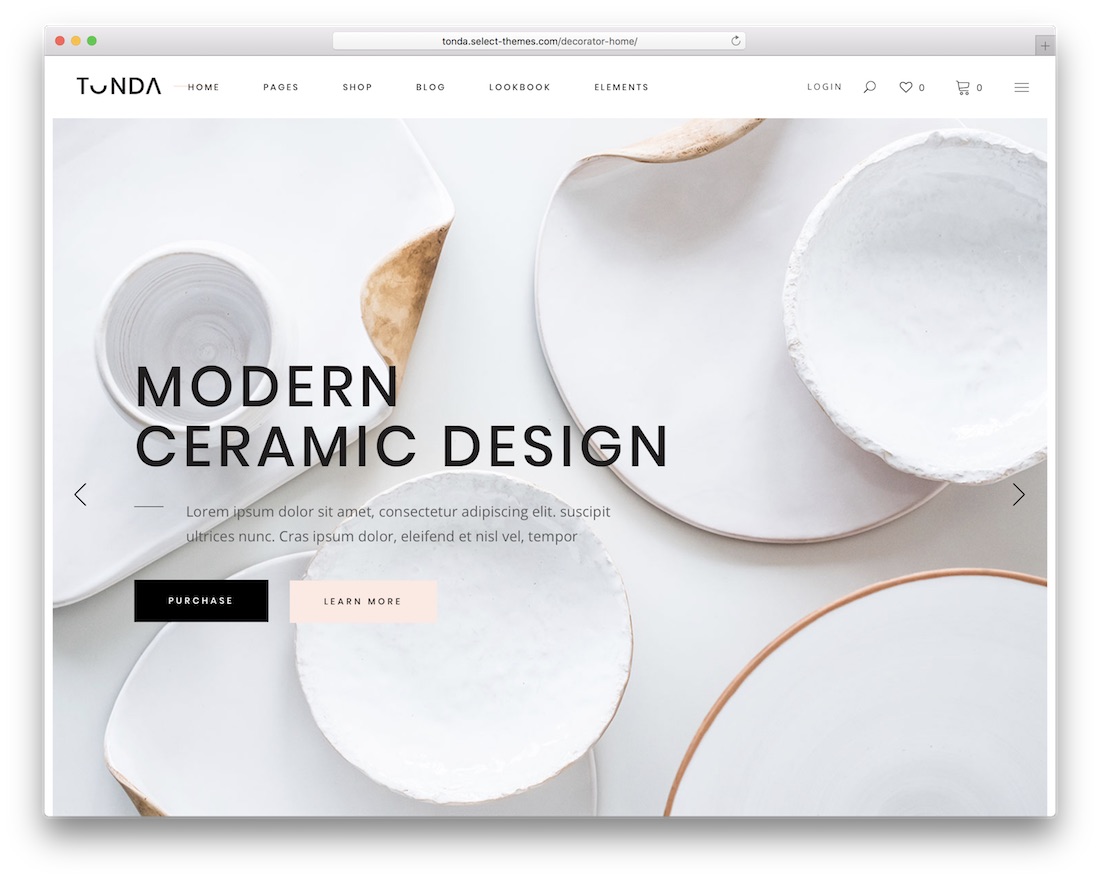 tonda.select-themes.com/decorator-home/
TONDA HOME PAGES SHOP BLOG LOOKBOOK ELEMENTS LOGIN 0 0
MODERN
CERAMIC DESIGN
Lorem ipsum dolor sit amet, consectetur adipiscing elit. suscipit
ultrices nunc. Cras ipsum dolor, eleifend et nisl vel, tempor
PURCHASE LEARN MORE